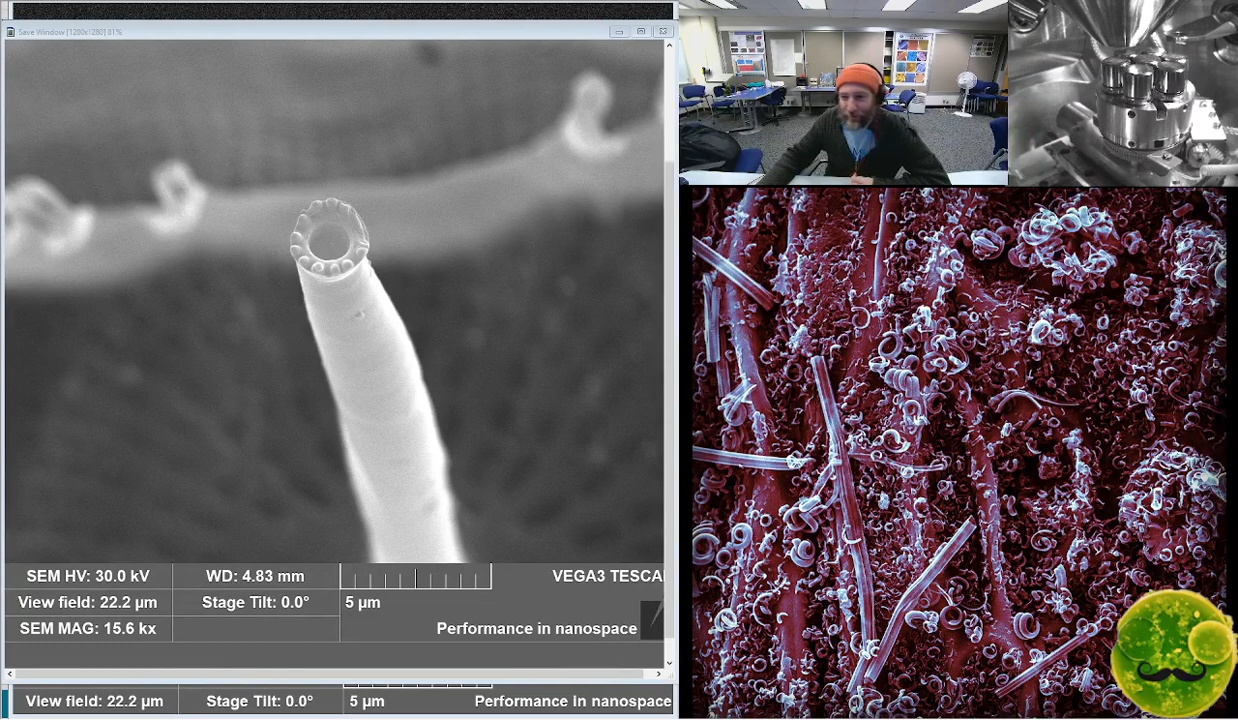 Save Window [1280x1280] 81%
SEM HV: 30.0 kV
WD: 4.83 mm
VEGA3 TESCA
View field: 22.2 µm
Stage Tilt: 0.0°
5 µm
SEM MAG: 15.6 kx
Performance in nanospace
View field: 22.2 µm
Stage Tilt: 0.0°
5 µm
Performance in nanospace